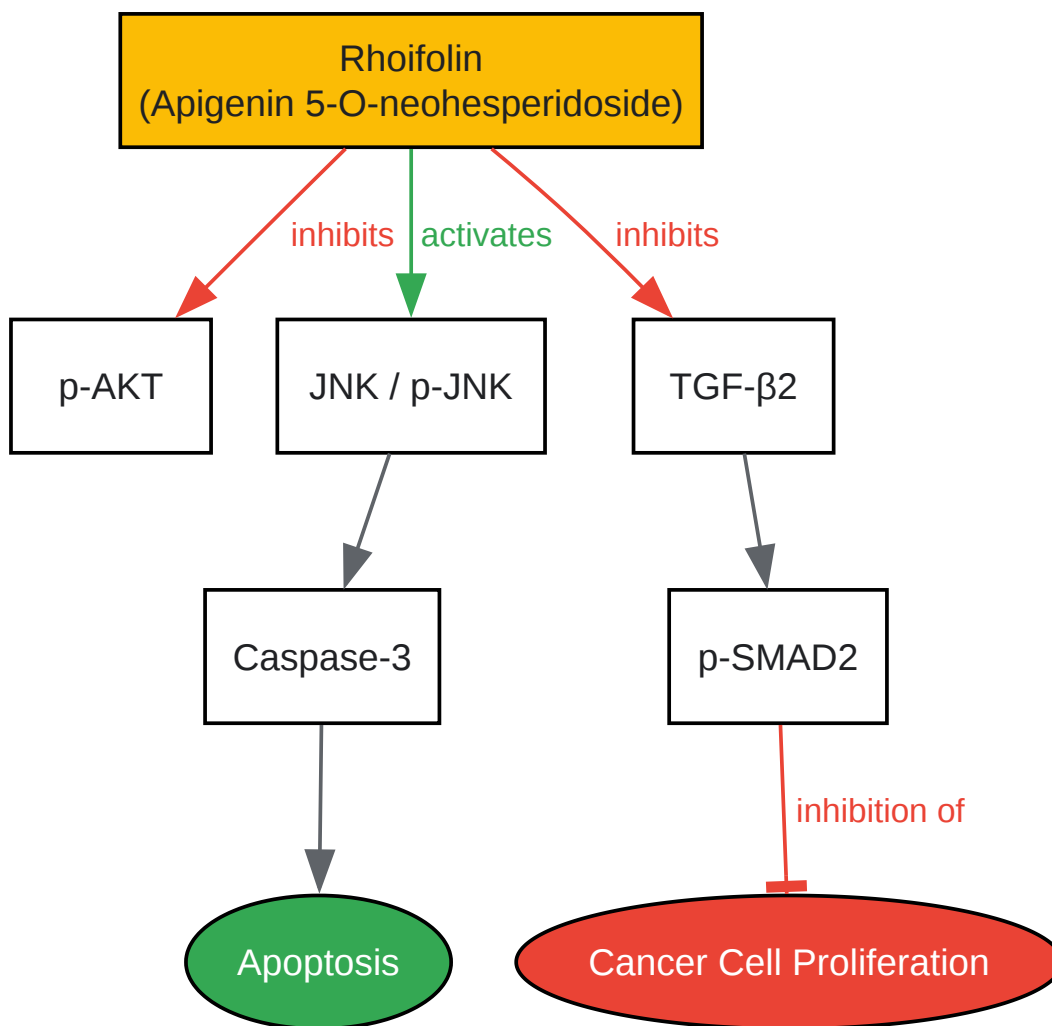 Rhoifolin
(Apigenin 5-O-neohesperidoside)
inhibits
activates
inhibits
p-AKT
JNK / p-JNK
TGF-β2
Caspase-3
p-SMAD2
inhibition of
Apoptosis
Cancer Cell Proliferation